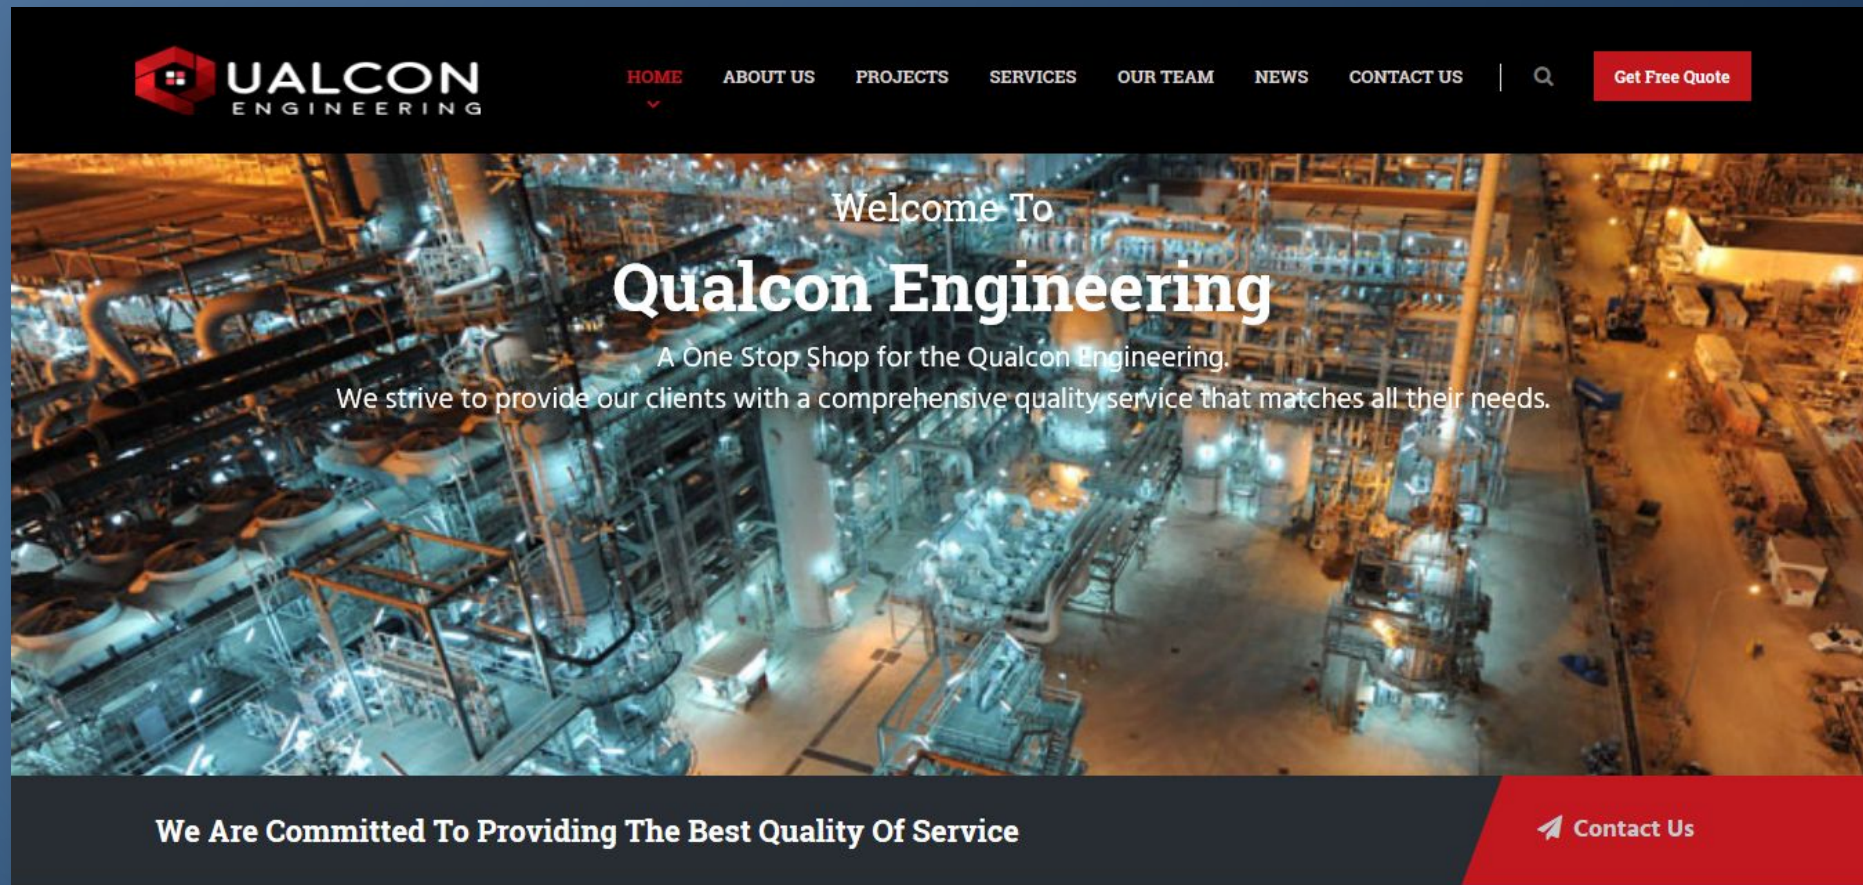 UALCON
ENGINEERING
HOME
ABOUT US
PROJECTS
SERVICES
OUR TEAM
NEWS
CONTACT US
Get Free Quote
Welcome To
Qualcon Engineering
A One Stop Shop for the Qualcon Engineering.
We strive to provide our clients with a comprehensive quality service that matches all their needs.
We Are Committed To Providing The Best Quality Of Service
Contact Us